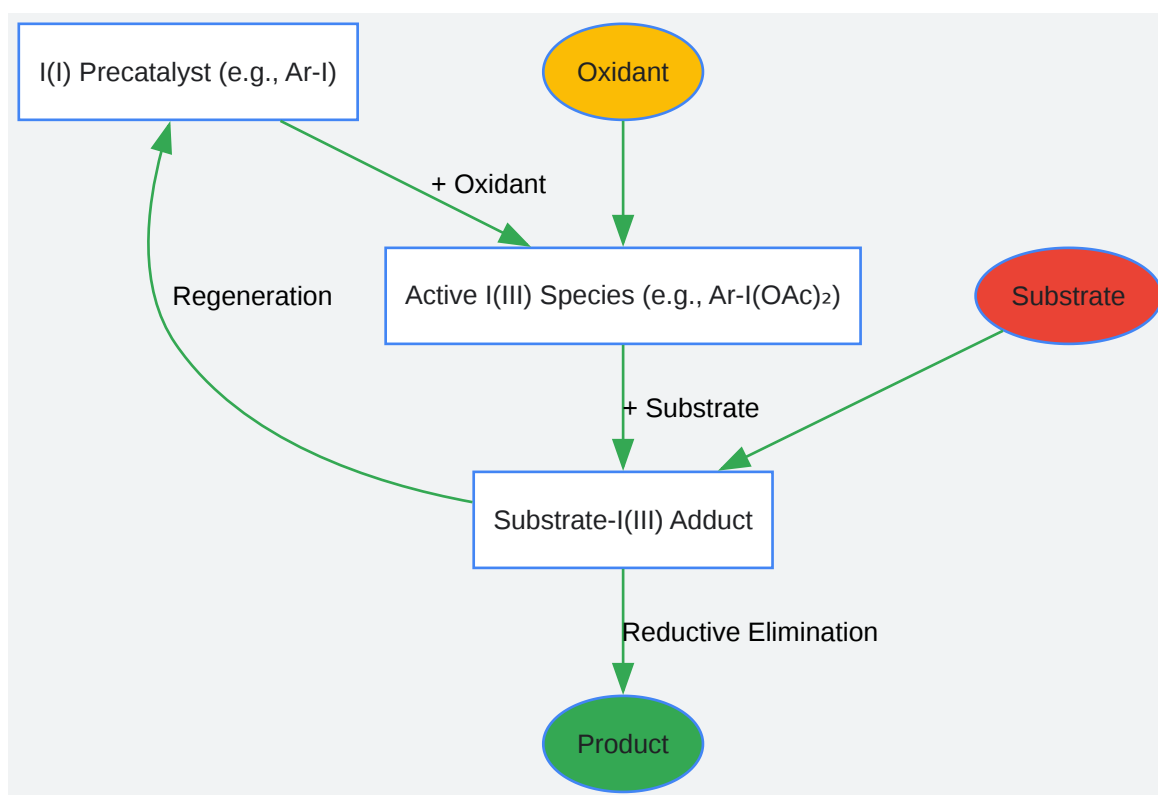 I(I) Precatalyst (e.g., Ar-I)
Oxidant
+ Oxidant
Regeneration
Active I(III) Species (e.g., Ar-I(OAc)₂)
Substrate
+ Substrate
Substrate-I(III) Adduct
Reductive Elimination
Product